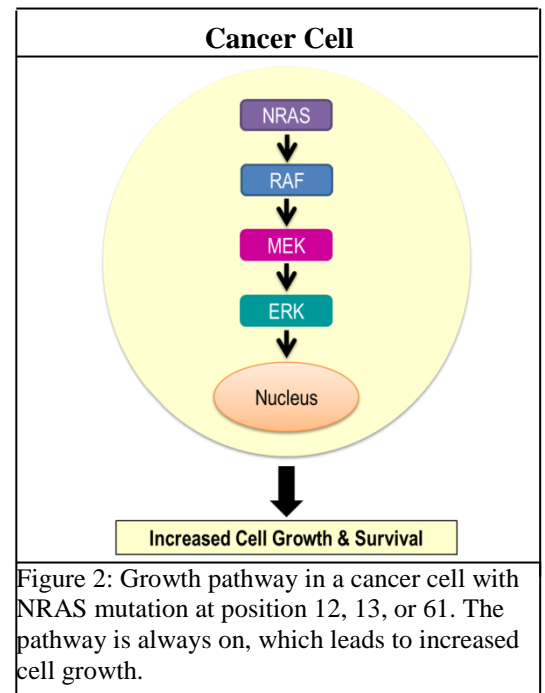 Cancer Cell
NRAS
RAF
MEK
ERK
Nucleus
Increased Cell Growth & Survival
Figure 2: Growth pathway in a cancer cell with
NRAS mutation at position 12, 13, or 61. The
pathway is always on, which leads to increased
cell growth.